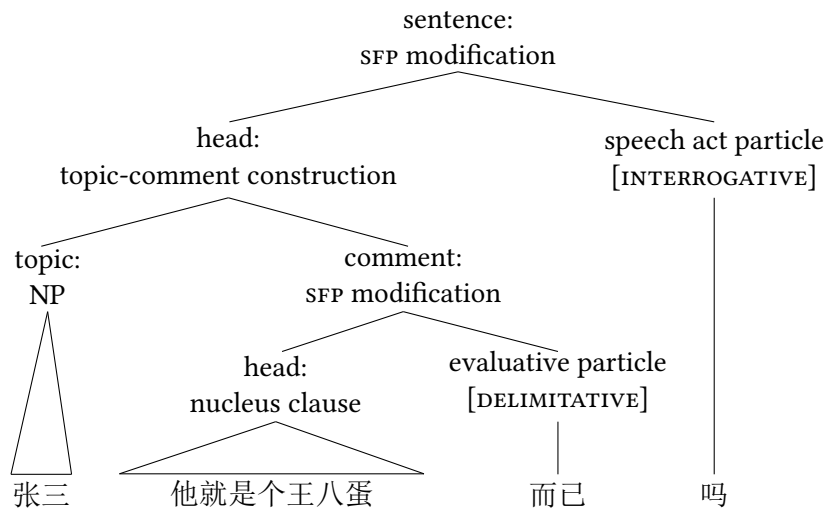 sentence:
SFP modification
head:
topic-comment construction
speech act particle
[INTERROGATIVE]
topic:
NP
comment:
SFP modification
head:
nucleus clause
evaluative particle
[DELIMITATIVE]
张三
他就是个王八蛋
而已
吗